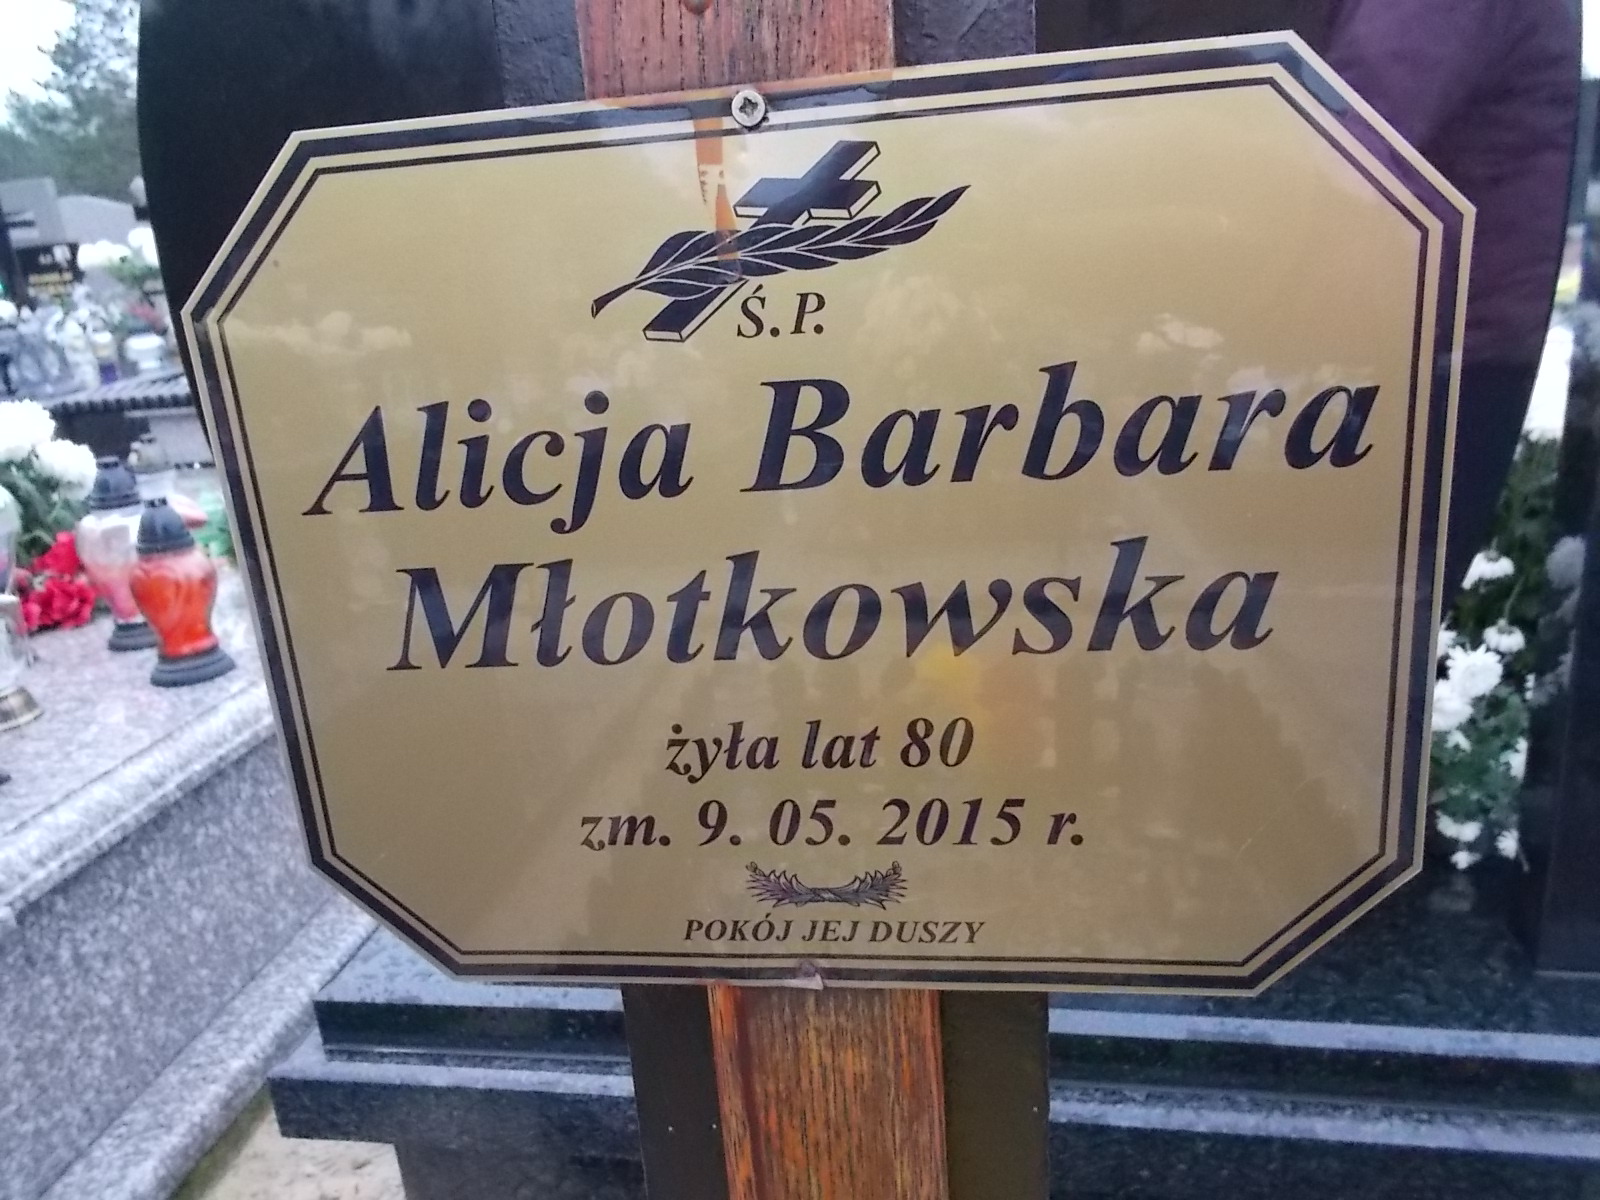 Ś.P.
Alicja Barbara
Młotkowska
żyła lat 80
zm. 9. 05. 2015 r.
POKÓJ JEJ DUSZY